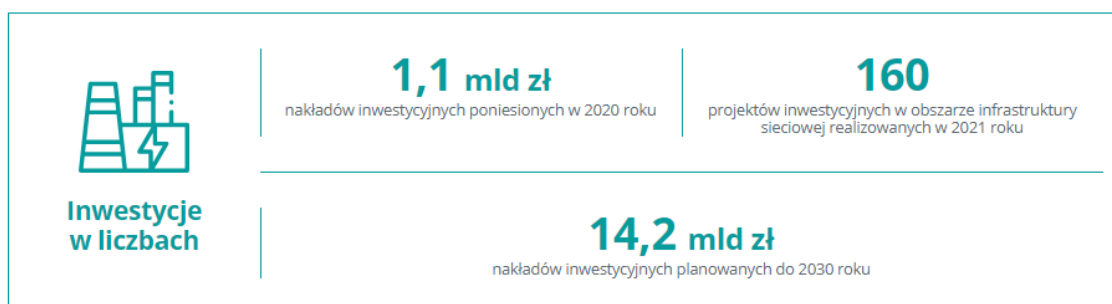 1,1 mld zł
nakładów inwestycyjnych poniesionych w 2020 roku
160
projektów inwestycyjnych w obszarze infrastruktury
sieciowej realizowanych w 2021 roku
Inwestycje
w liczbach
14,2 mld zł
nakładów inwestycyjnych planowanych do 2030 roku